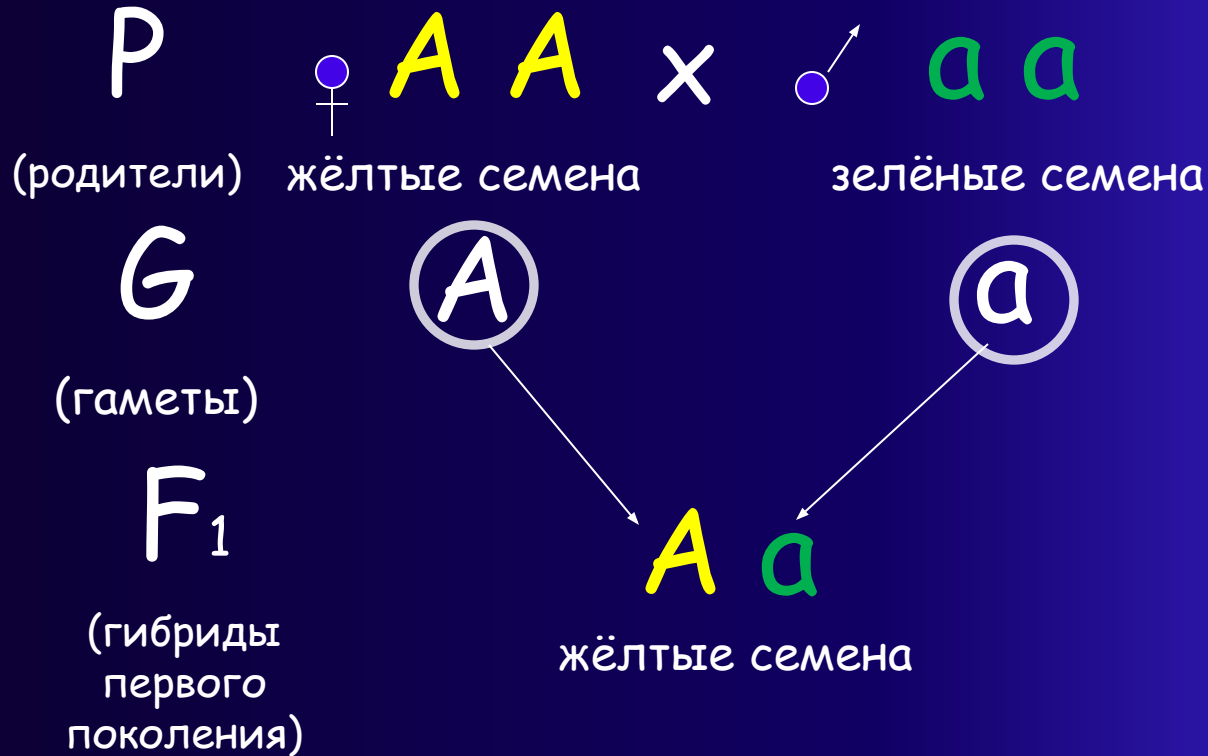 P ♀ А А х ♂ а а
(родители) жёлтые семена зелёные семена
G А а
(гаметы)
F1
А а
(гибриды
жёлтые семена
первого
поколения)